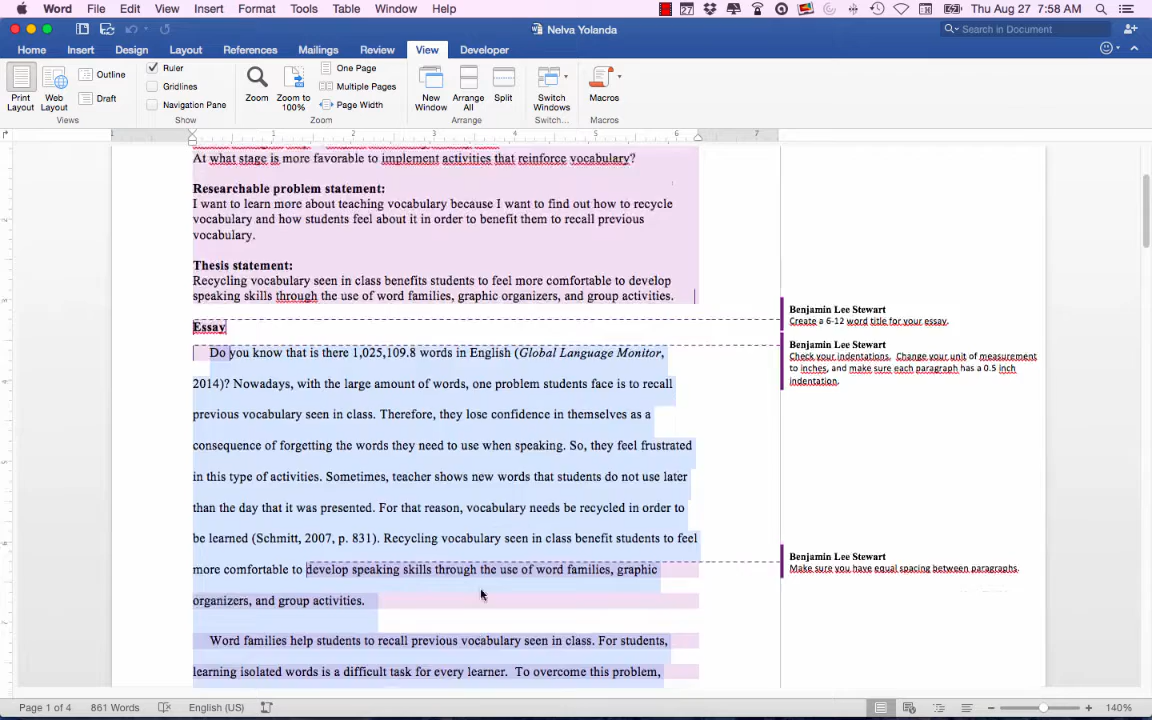 Word File Edit View Insert Format Tools Table Window Help Thu Aug 27 7:58 AM
Nelva Yolanda
Search in Document
Home Insert Design Layout References Mailings Review View Developer
Print Layout
Web Layout
Outline
Draft
Views
Ruler
Gridlines
Navigation Pane
Show
Zoom
Zoom to 100%
One Page
Multiple Pages
Page Width
Zoom
New Window
Arrange All
Split
Arrange
Switch Windows
Switch...
Macros
Macros
1 1 2 3 4 5 6 7
At what stage is more favorable to implement activities that reinforce vocabulary?
Researchable problem statement:
I want to learn more about teaching vocabulary because I want to find out how to recycle
vocabulary and how students feel about it in order to benefit them to recall previous
vocabulary.
Thesis statement:
Recycling vocabulary seen in class benefits students to feel more comfortable to develop
speaking skills through the use of word families, graphic organizers, and group activities.
Essay
Do you know that is there 1,025,109.8 words in English (Global Language Monitor,
2014)? Nowadays, with the large amount of words, one problem students face is to recall
previous vocabulary seen in class. Therefore, they lose confidence in themselves as a
consequence of forgetting the words they need to use when speaking. So, they feel frustrated
in this type of activities. Sometimes, teacher shows new words that students do not use later
than the day that it was presented. For that reason, vocabulary needs be recycled in order to
be learned (Schmitt, 2007, p. 831). Recycling vocabulary seen in class benefit students to feel
more comfortable to develop speaking skills through the use of word families, graphic
organizers, and group activities.
Word families help students to recall previous vocabulary seen in class. For students,
learning isolated words is a difficult task for every learner. To overcome this problem,
Benjamin Lee Stewart
Create a 6-12 word title for your essay.
Benjamin Lee Stewart
Check your indentations. Change your unit of measurement
to inches, and make sure each paragraph has a 0.5 inch
indentation.
Benjamin Lee Stewart
Make sure you have equal spacing between paragraphs.
Page 1 of 4 861 Words English (US) 140%